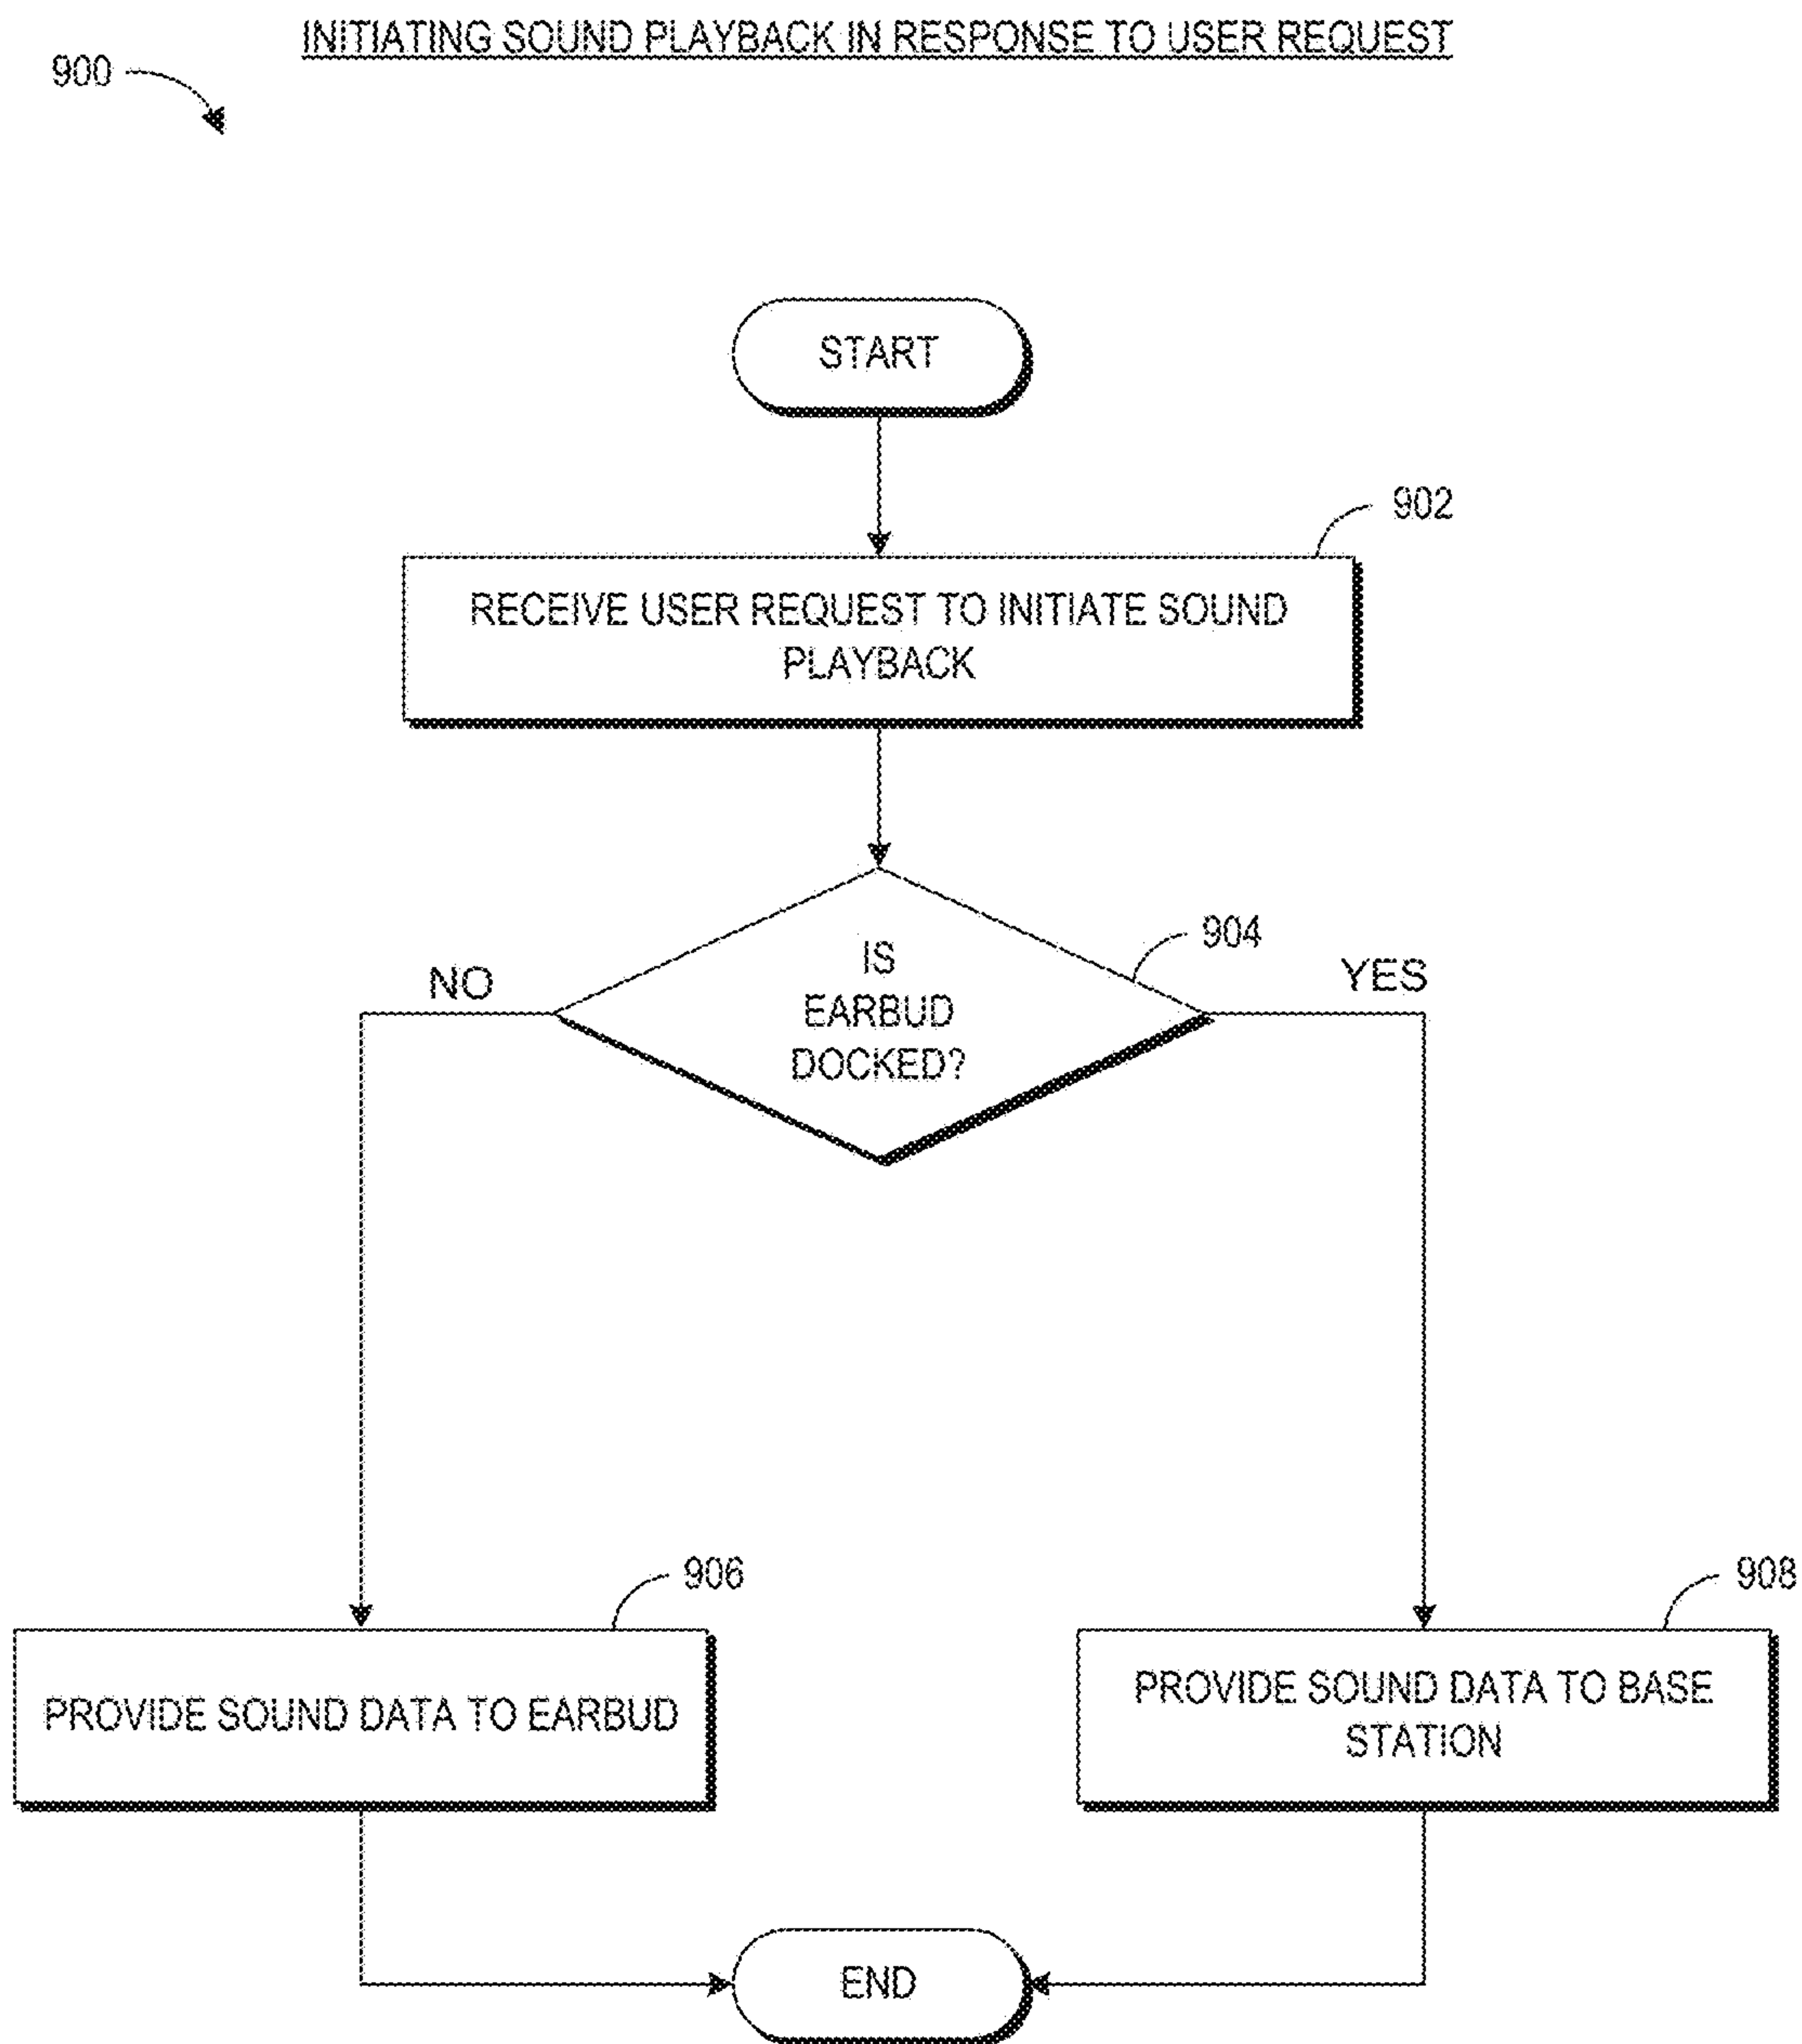 INITIATING SOUND PLAYBACK IN RESPONSE TO USER REQUEST
900
START
902
RECEIVE USER REQUEST TO INITIATE SOUND
PLAYBACK
904
IS
EARBUD
DOCKED?
NO
YES
906
PROVIDE SOUND DATA TO EARBUD
908
PROVIDE SOUND DATA TO BASE
STATION
END